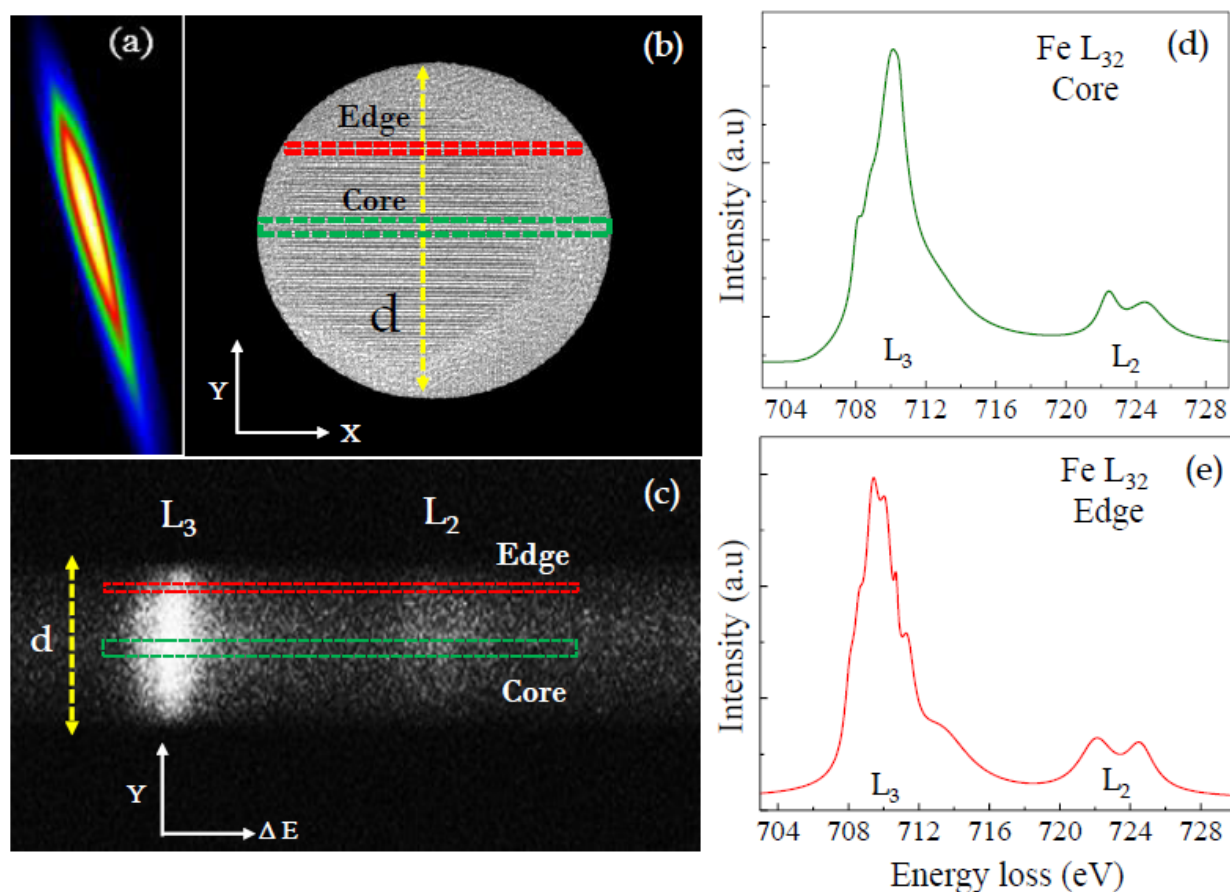 (a)
(b)
Edge
Core
d
Y
X
(c)
L3
L2
Edge
d
Core
Y
Δ E
(d)
Fe L32
Core
Intensity (a.u)
L3
L2
704 708 712 716 720 724 728
(e)
Fe L32
Edge
Intensity (a.u)
L3
L2
704 708 712 716 720 724 728
Energy loss (eV)